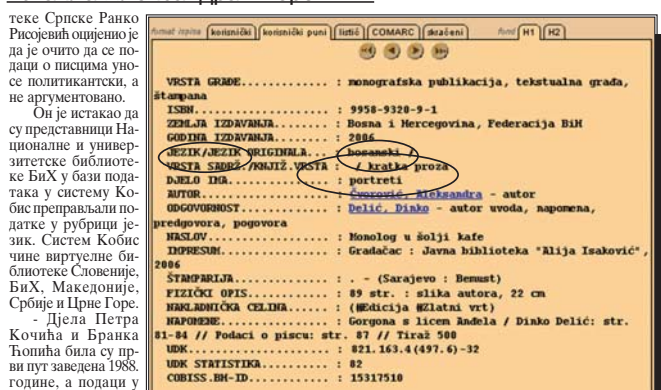 теке Српске Ранко
Рисојевић оцијенио је
да је очито да се по-
даци о писцима уно-
се политикантски, а
не аргументовано.
Он је истакао да
су представници На-
ционалне и универ-
зитетске библиоте-
ке БиХ у бази пода-
така у систему Ко-
бис преправљали по-
датке у рубрици је-
зик. Систем Кобис
чине виртуелне би-
блиотеке Словеније,
БиХ, Македоније,
Србије и Црне Горе.
- Дјела Петра
Кочића и Бранка
Ћопића била су пр-
ви пут заведена 1988.
године, а подаци у
format ispisa korisnički korisnički puni listić COMARC skraćeni fond H1 H2
VRSTA GRAĐE............. : monografska publikacija, tekstualna građa,
štampana
ISBN.................... : 9958-9320-9-1
ZEMLJA IZDAVANJA........ : Bosna i Hercegovina, Federacija BiH
GODINA IZDAVANJA........ : 2006
JEZIK/JEZIK ORIGINALA... : bosanski /
VRSTA SADRŽ./KNJIŽ.VRSTA : / kratka proza
DJELO IMA............... : portreti
AUTOR................... : Čvorović, Aleksandra - autor
ODGOVORNOST............. : Delić, Dinko - autor uvoda, napomena,
predgovora, pogovora
NASLOV.................. : Monolog u šolji kafe
IMPRESUM................ : Gradačac : Javna biblioteka "Alija Isaković",
2006
ŠTAMPARIJA.............. : . - (Sarajevo : Bemust)
FIZIČKI OPIS............ : 89 str. : slika autora, 22 cm
NAKLADNIČKA CELINA...... : (#Edicija #Zlatni vrt)
NAPOMENE................ : Gorgona s licem Anđela / Dinko Delić: str.
81-84 // Podaci o piscu: str. 87 // Tiraž 500
UDK..................... : 821.163.4(497.6)-32
UDK STATISTIKA.......... : 82
COBISS.BH-ID............ : 15317510